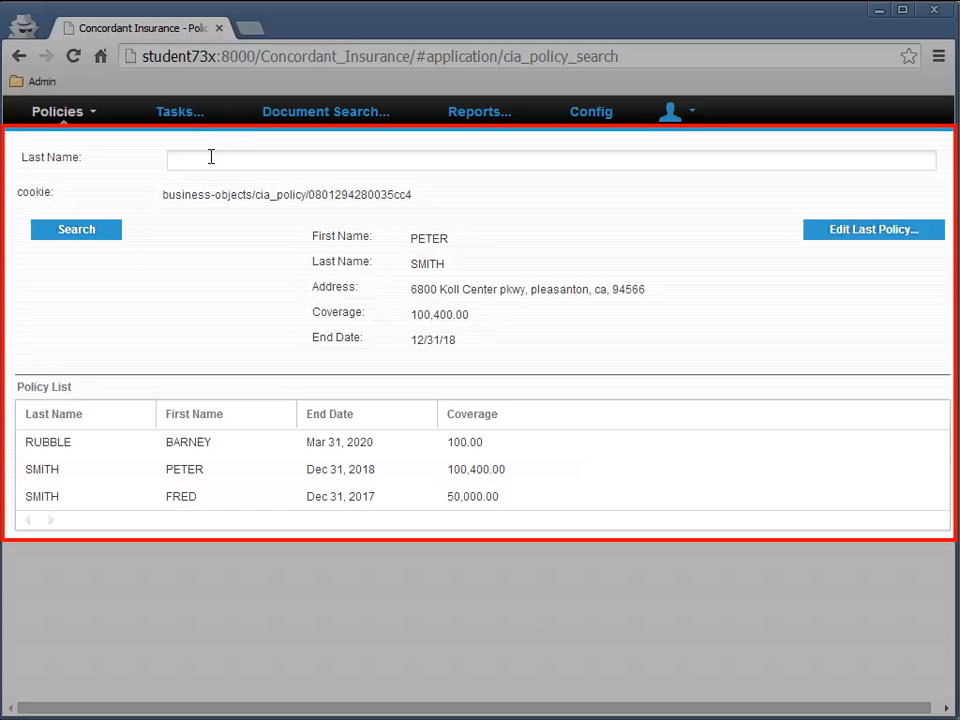 Concordant Insurance - Poli
student73x:8000/Concordant_Insurance/#application/cia_policy_search
Admin
Policies Tasks... Document Search... Reports... Config
Last Name:
cookie: business-objects/cia_policy/0801294280035cc4
Search Edit Last Policy...
First Name: PETER
Last Name: SMITH
Address: 6800 Koll Center pkwy, pleasanton, ca, 94566
Coverage: 100,400.00
End Date: 12/31/18
Policy List
Last Name First Name End Date Coverage
RUBBLE BARNEY Mar 31, 2020 100.00
SMITH PETER Dec 31, 2018 100,400.00
SMITH FRED Dec 31, 2017 50,000.00